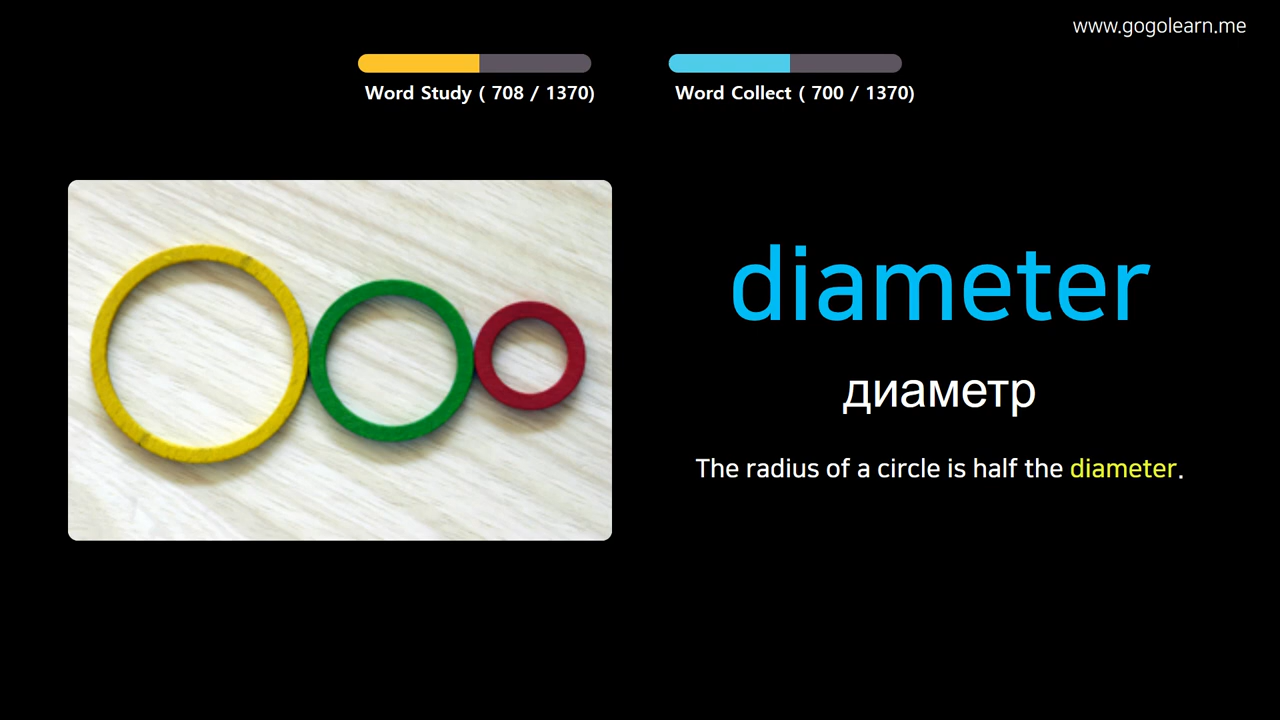 www.gogolearn.me
Word Study ( 708 / 1370)
Word Collect ( 700 / 1370)
diameter
диаметр
The radius of a circle is half the diameter.